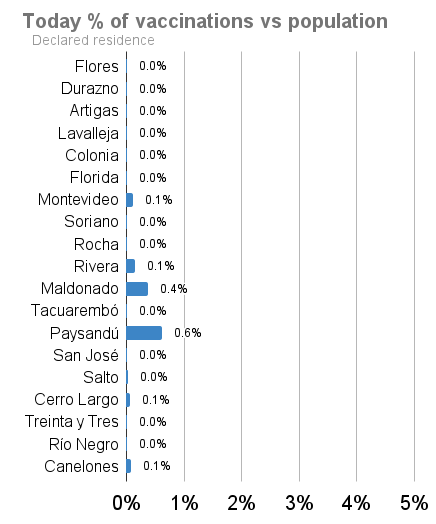 Today % of vaccinations vs population
Declared residence
Flores 0.0%
Durazno 0.0%
Artigas 0.0%
Lavalleja 0.0%
Colonia 0.0%
Florida 0.0%
Montevideo 0.1%
Soriano 0.0%
Rocha 0.0%
Rivera 0.1%
Maldonado 0.4%
Tacuarembó 0.0%
Paysandú 0.6%
San José 0.0%
Salto 0.0%
Cerro Largo 0.1%
Treinta y Tres 0.0%
Río Negro 0.0%
Canelones 0.1%
0% 1% 2% 3% 4% 5%